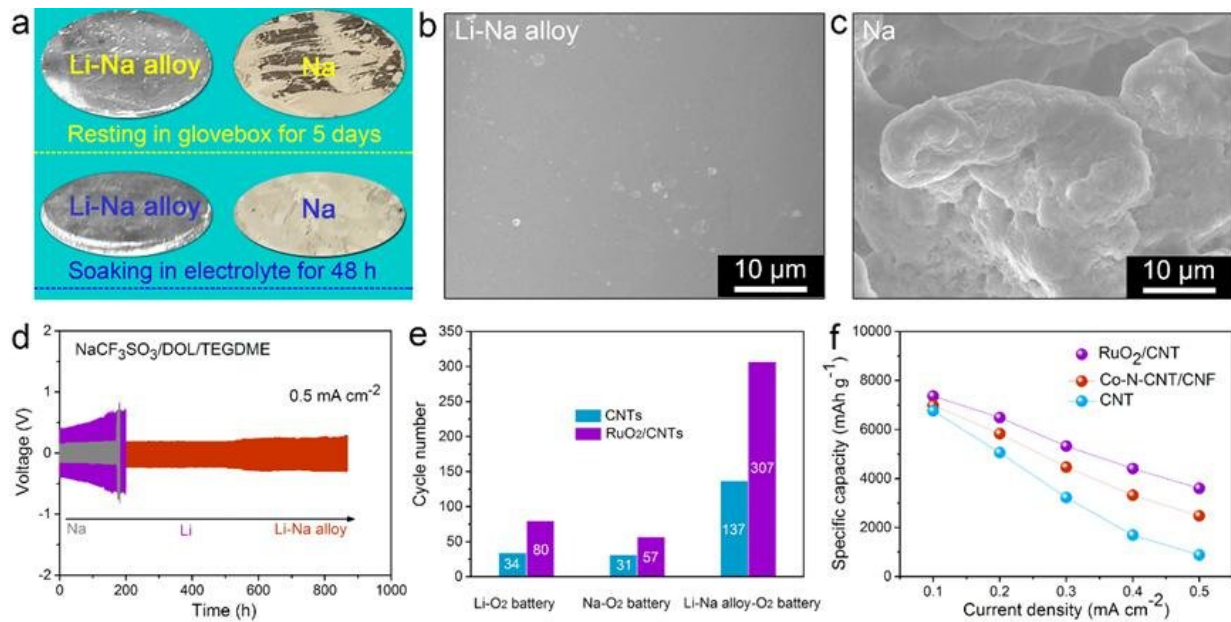 a
Li-Na alloy
Na
Resting in glovebox for 5 days
Li-Na alloy
Na
Soaking in electrolyte for 48 h
b
Li-Na alloy
10 μm
c
Na
10 μm
d
2
1
0
-1
-2
Voltage (V)
NaCF₃SO₃/DOL/TEGDME
0.5 mA cm⁻²
Na
Li
Li-Na alloy
0
200
400
600
800
1000
Time (h)
e
350
300
250
200
150
100
50
0
Cycle number
CNTs
RuO₂/CNTs
34
80
31
57
137
307
Li-O₂ battery
Na-O₂ battery
Li-Na alloy-O₂ battery
f
10000
8000
6000
4000
2000
0
Specific capacity (mAh g⁻¹)
RuO₂/CNT
Co-N-CNT/CNF
CNT
0.1
0.2
0.3
0.4
0.5
Current density (mA cm⁻²)